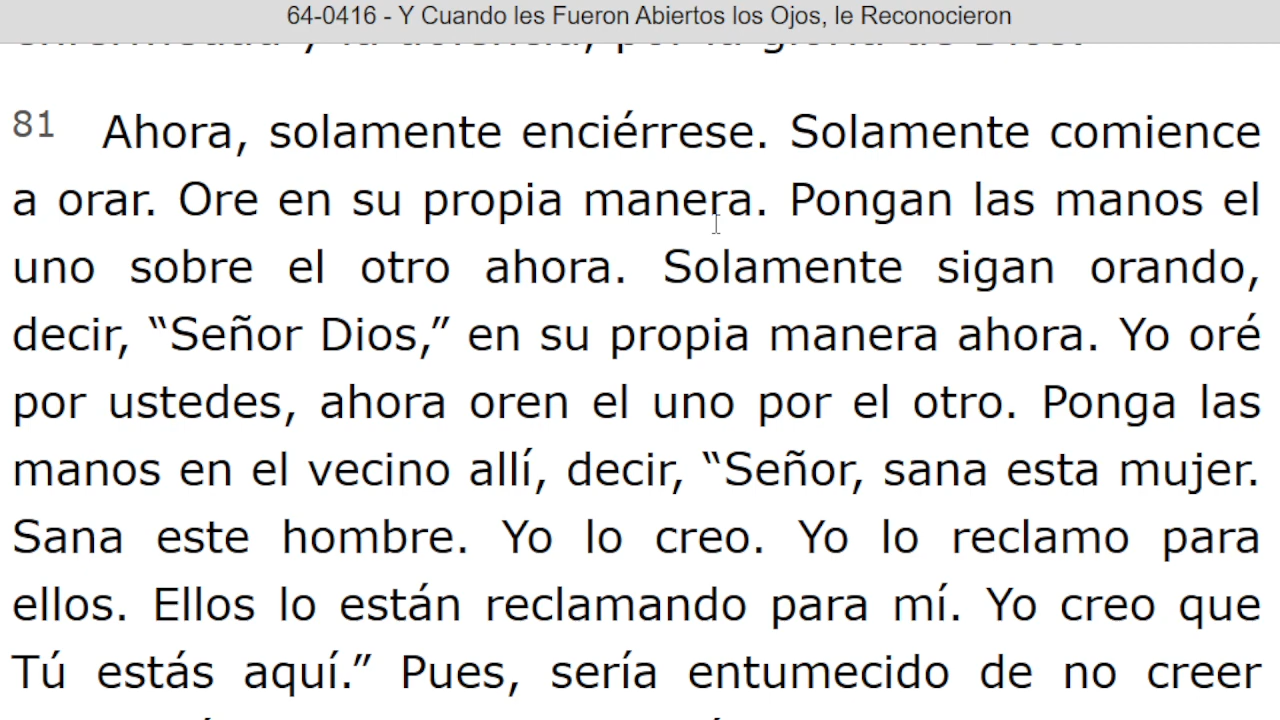 64-0416 - Y Cuando les Fueron Abiertos los Ojos, le Reconocieron
81 Ahora, solamente enciérrese. Solamente comience
a orar. Ore en su propia manera. Pongan las manos el
uno sobre el otro ahora. Solamente sigan orando,
decir, “Señor Dios,” en su propia manera ahora. Yo oré
por ustedes, ahora oren el uno por el otro. Ponga las
manos en el vecino allí, decir, “Señor, sana esta mujer.
Sana este hombre. Yo lo creo. Yo lo reclamo para
ellos. Ellos lo están reclamando para mí. Yo creo que
Tú estás aquí.” Pues, sería entumecido de no creer